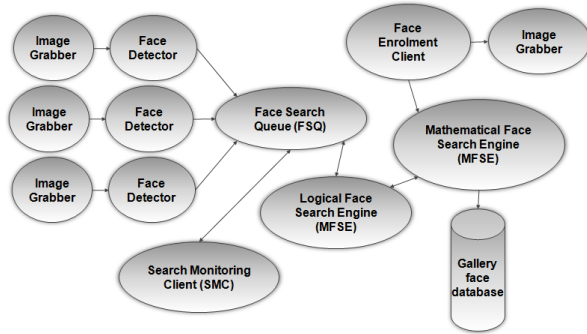 Image
Grabber
Face
Detector
Face
Enrolment
Client
Image
Grabber
Image
Grabber
Face
Detector
Face Search
Queue (FSQ)
Mathematical Face
Search Engine
(MFSE)
Image
Grabber
Face
Detector
Logical Face
Search Engine
(MFSE)
Search Monitoring
Client (SMC)
Gallery
face
database